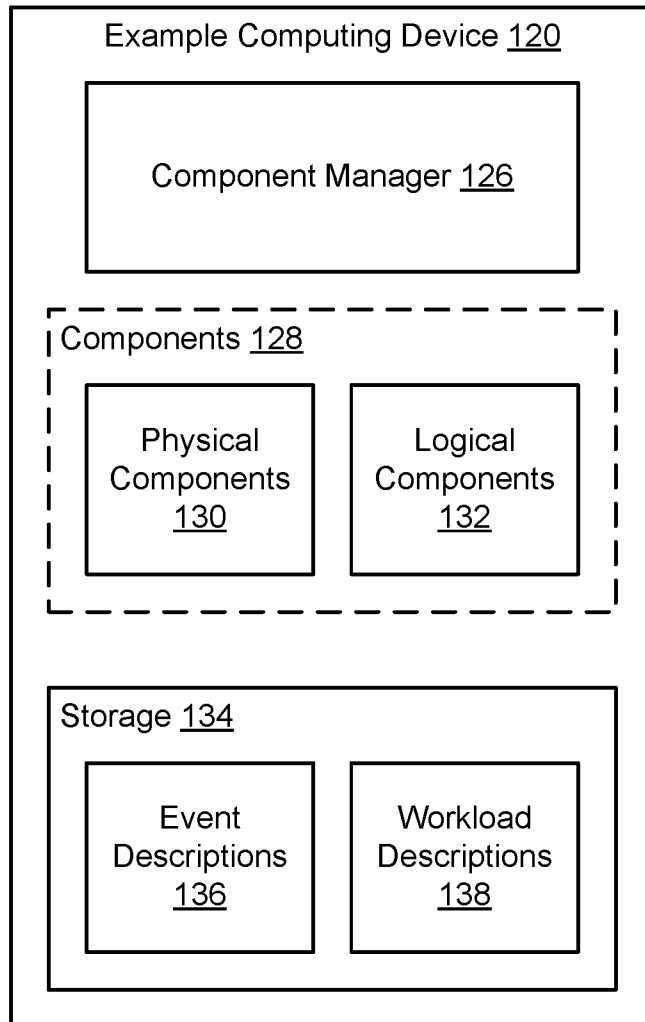 Example Computing Device 120
Component Manager 126
Components 128
Physical
Components
130
Logical
Components
132
Storage 134
Event
Descriptions
136
Workload
Descriptions
138